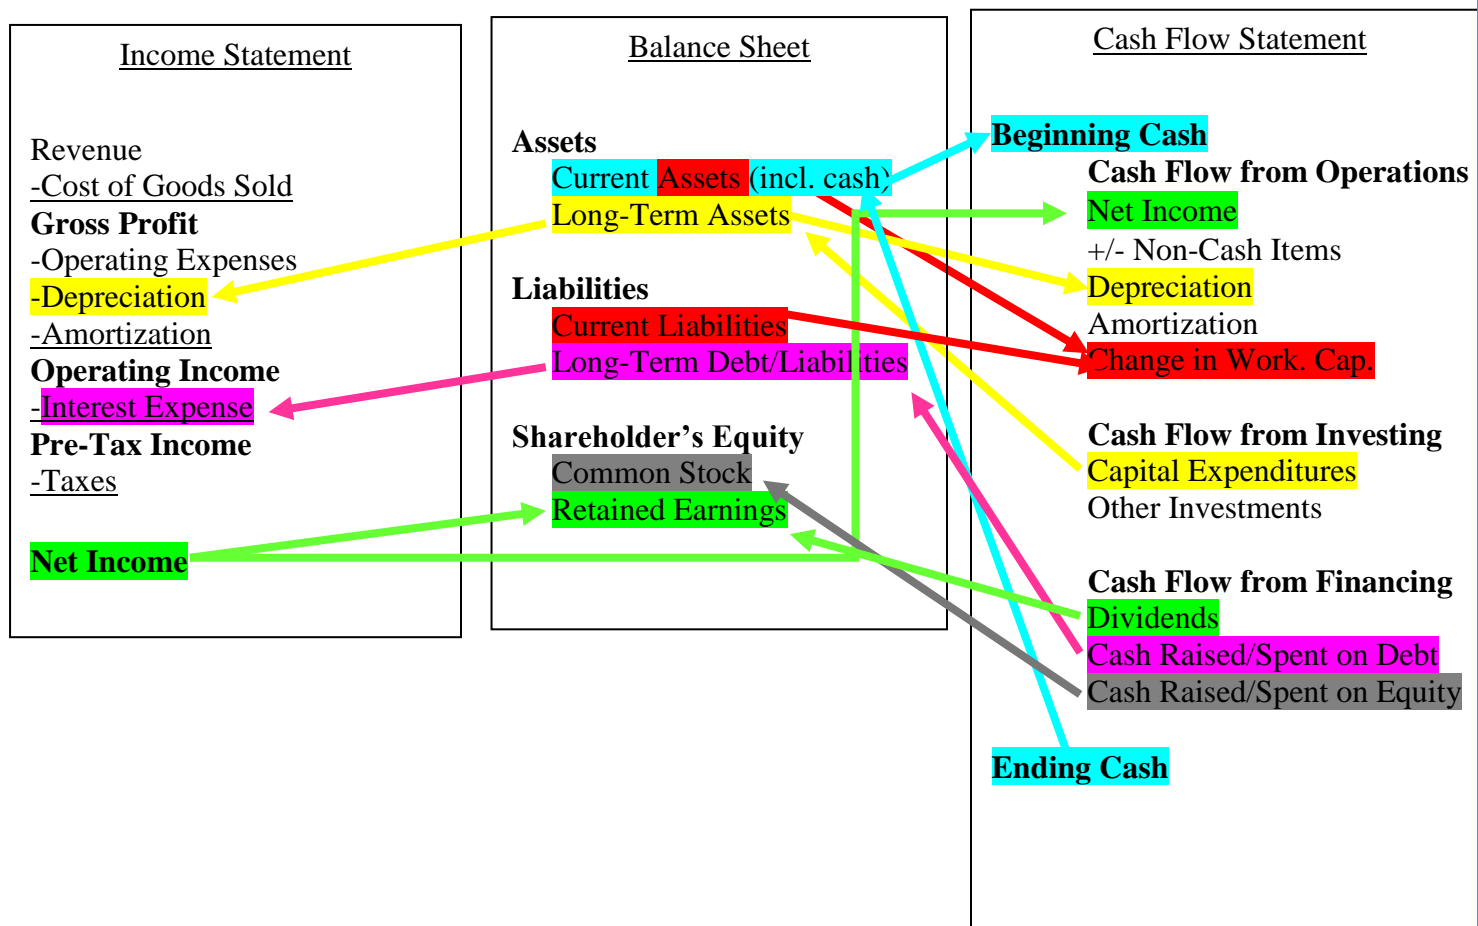 Income Statement
Revenue
-Cost of Goods Sold
Gross Profit
-Operating Expenses
-Depreciation
-Amortization
Operating Income
-Interest Expense
Pre-Tax Income
-Taxes
Net Income
Balance Sheet
Assets
Current Assets (incl. cash)
Long-Term Assets
Liabilities
Current Liabilities
Long-Term Debt/Liabilities
Shareholder’s Equity
Common Stock
Retained Earnings
Cash Flow Statement
Beginning Cash
Cash Flow from Operations
Net Income
+/- Non-Cash Items
Depreciation
Amortization
Change in Work. Cap.
Cash Flow from Investing
Capital Expenditures
Other Investments
Cash Flow from Financing
Dividends
Cash Raised/Spent on Debt
Cash Raised/Spent on Equity
Ending Cash